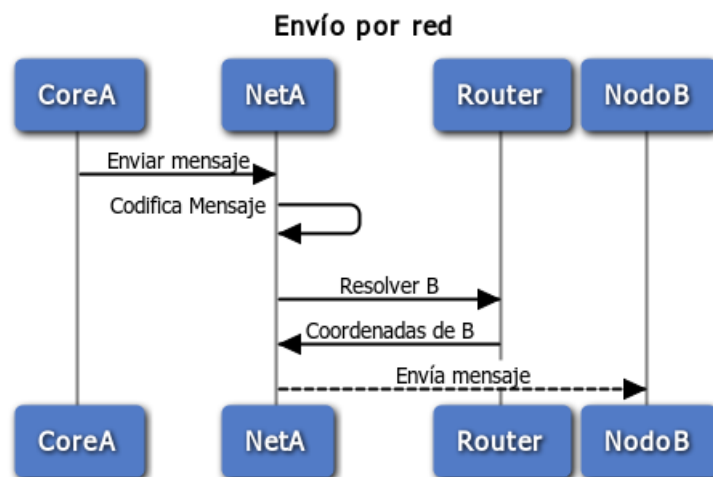 Envío por red
CoreA NetA Router NodoB
Enviar mensaje
Codifica Mensaje
Resolver B
Coordenadas de B
Envía mensaje
CoreA NetA Router NodoB